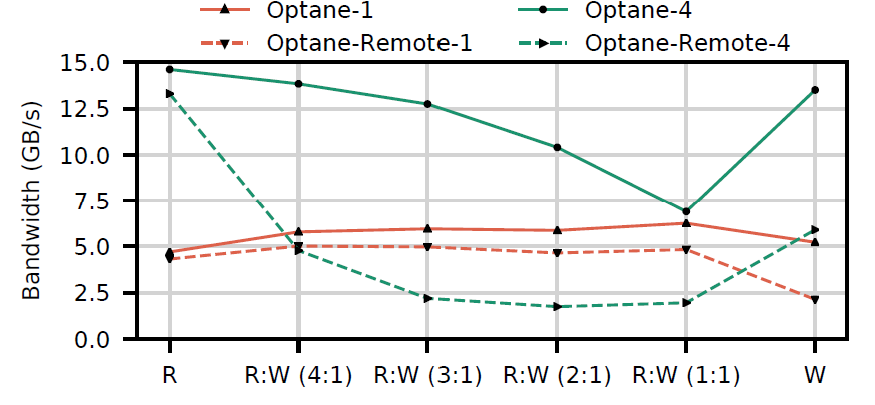 Optane-1 Optane-4
Optane-Remote-1 Optane-Remote-4
15.0
12.5
10.0
7.5
5.0
2.5
0.0
Bandwidth (GB/s)
R R:W (4:1) R:W (3:1) R:W (2:1) R:W (1:1) W